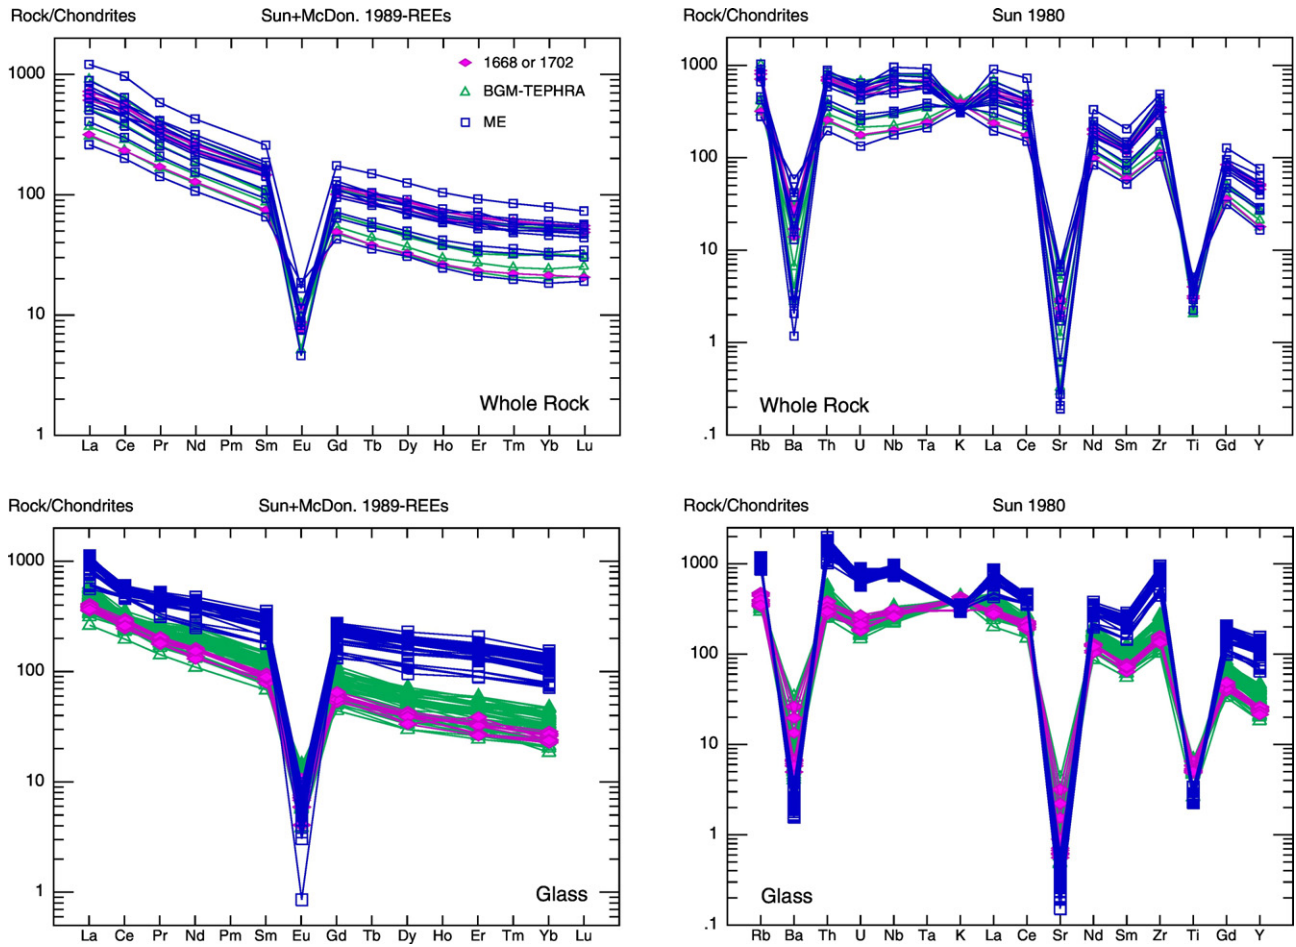 Rock/Chondrites Sun+McDon. 1989-REEs
1000
100
10
1
1668 or 1702
BGM-TEPHRA
ME
Whole Rock
La Ce Pr Nd Pm Sm Eu Gd Tb Dy Ho Er Tm Yb Lu
Rock/Chondrites Sun 1980
1000
100
10
1
.1
Whole Rock
Rb Ba Th U Nb Ta K La Ce Sr Nd Sm Zr Ti Gd Y
Rock/Chondrites Sun+McDon. 1989-REEs
1000
100
10
1
Glass
La Ce Pr Nd Pm Sm Eu Gd Tb Dy Ho Er Tm Yb Lu
Rock/Chondrites Sun 1980
1000
100
10
1
.1
Glass
Rb Ba Th U Nb Ta K La Ce Sr Nd Sm Zr Ti Gd Y